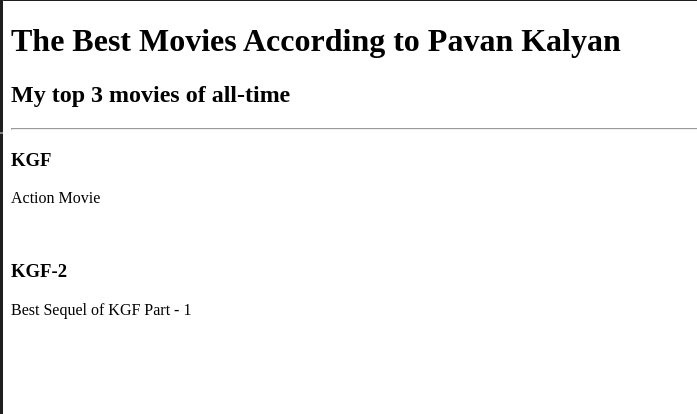 The Best Movies According to Pavan Kalyan
My top 3 movies of all-time
KGF
Action Movie
KGF-2
Best Sequel of KGF Part - 1